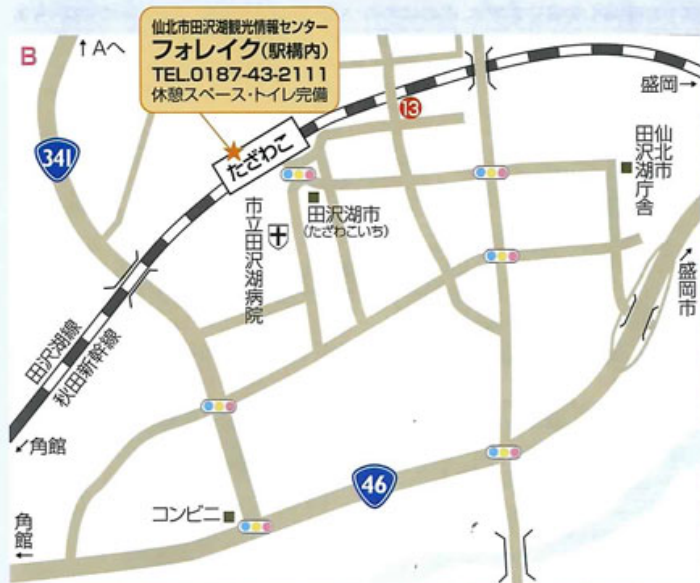 B
↑Aへ
仙北市田沢湖観光情報センター
フォレイク(駅構内)
TEL.0187-43-2111
休憩スペース・トイレ完備
盛岡→
13
341
たざわこ
仙北市
田沢湖庁舎
田沢湖市
(たざわこいち)
市立田沢湖病院
↗盛岡市
田沢湖線
秋田新幹線
↙角館
46
コンビニ
角館←